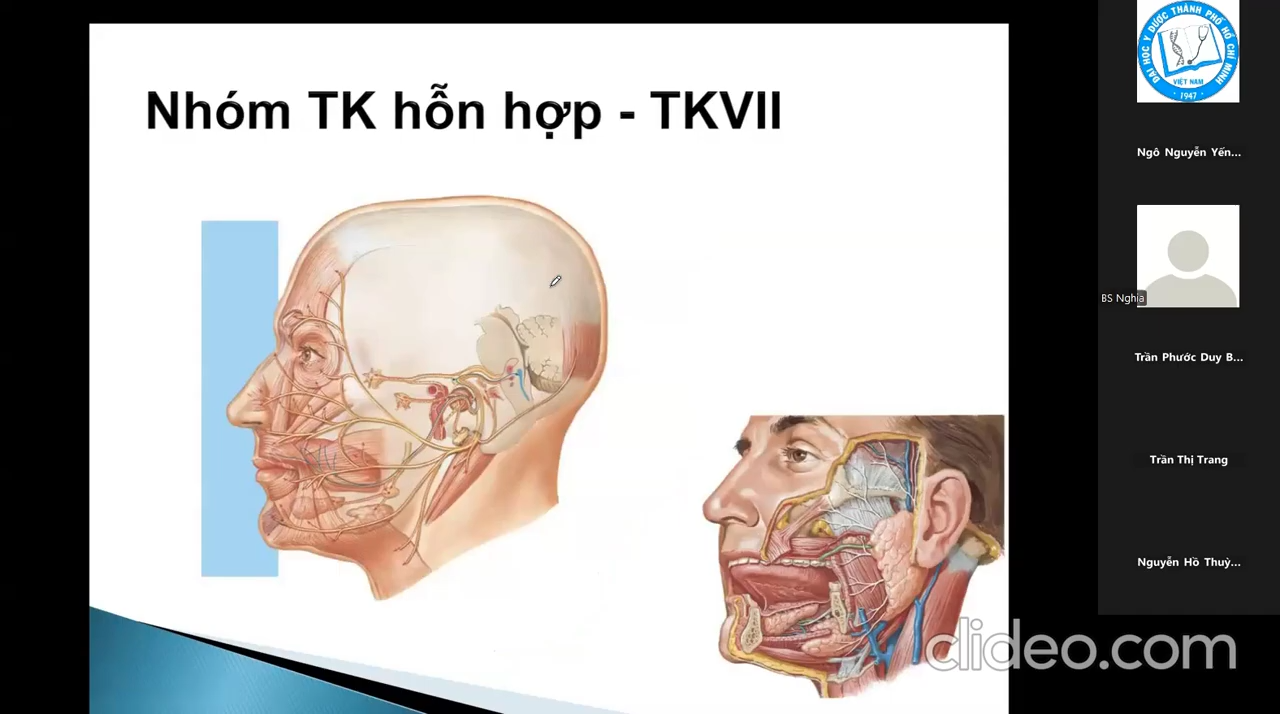 Nhóm TK hỗn hợp - TKVII
ĐẠI HỌC Y DƯỢC THÀNH PHỐ HỒ CHÍ MINH
VIỆT NAM
· 1947 ·
Ngô Nguyễn Yến...
BS Nghĩa
Trần Phước Duy B...
Trần Thị Trang
Nguyễn Hồ Thuỳ...
clideo.com